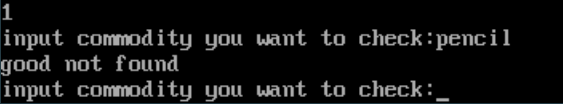 1
input commodity you want to check:pencil
good not found
input commodity you want to check:_